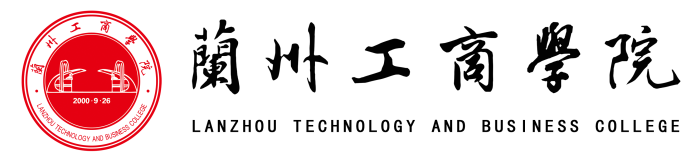 蘭州工商學院
2000·9·26
LANZHOU TECHNOLOGY AND BUSINESS COLLEGE
蘭州工商學院
LANZHOU TECHNOLOGY AND BUSINESS COLLEGE